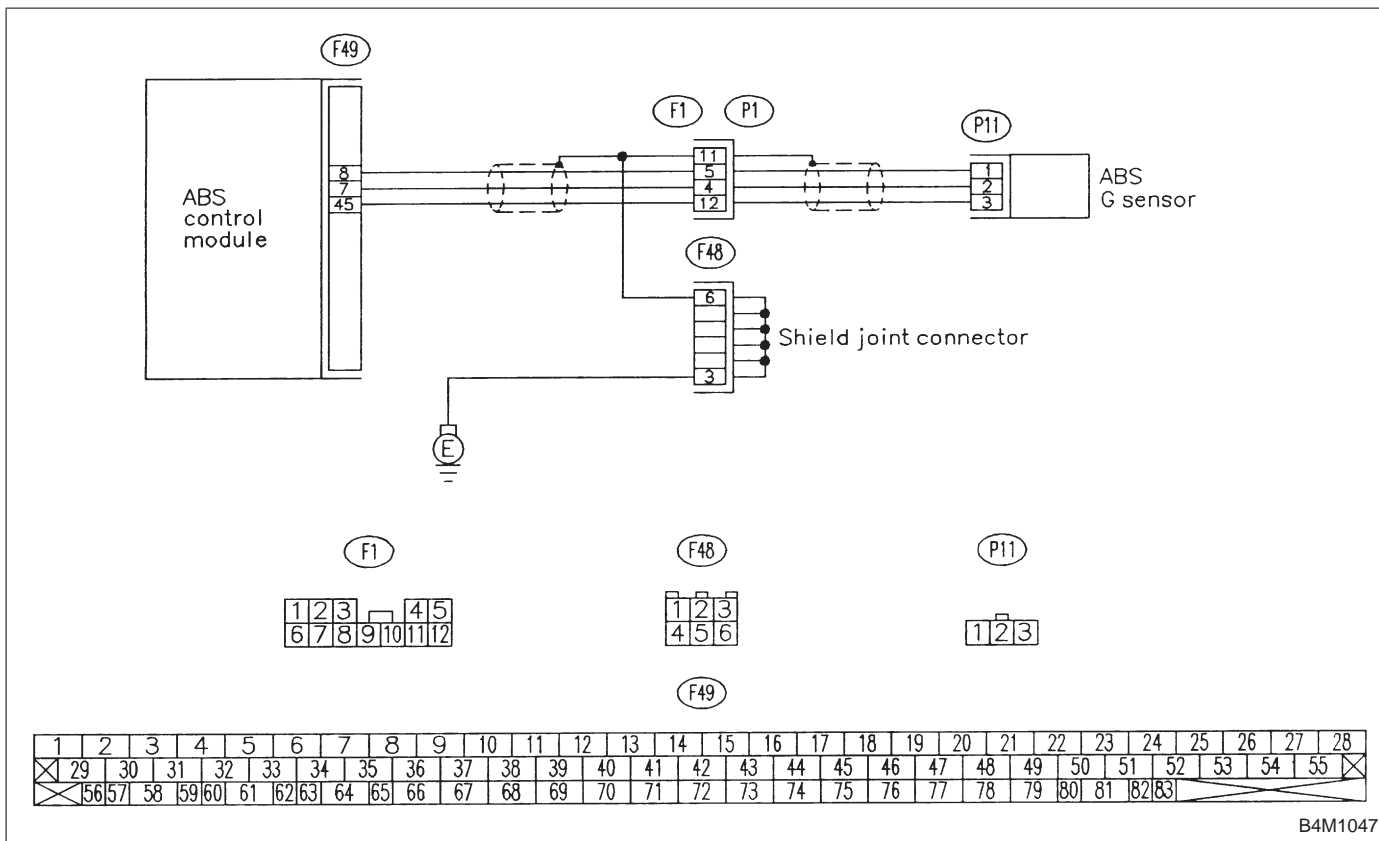 F49
F1 P1
P11
ABS
control
module
8
7
45
11
5
4
12
1
2
3
ABS
G sensor
F48
6
3
Shield joint connector
E
F1 F48 P11
1 2 3 4 5
6 7 8 9 10 11 12
1 2 3
4 5 6
1 2 3
F49
1 2 3 4 5 6 7 8 9 10 11 12 13 14 15 16 17 18 19 20 21 22 23 24 25 26 27 28
29 30 31 32 33 34 35 36 37 38 39 40 41 42 43 44 45 46 47 48 49 50 51 52 53 54 55
56 57 58 59 60 61 62 63 64 65 66 67 68 69 70 71 72 73 74 75 76 77 78 79 80 81 82 83
B4M1047